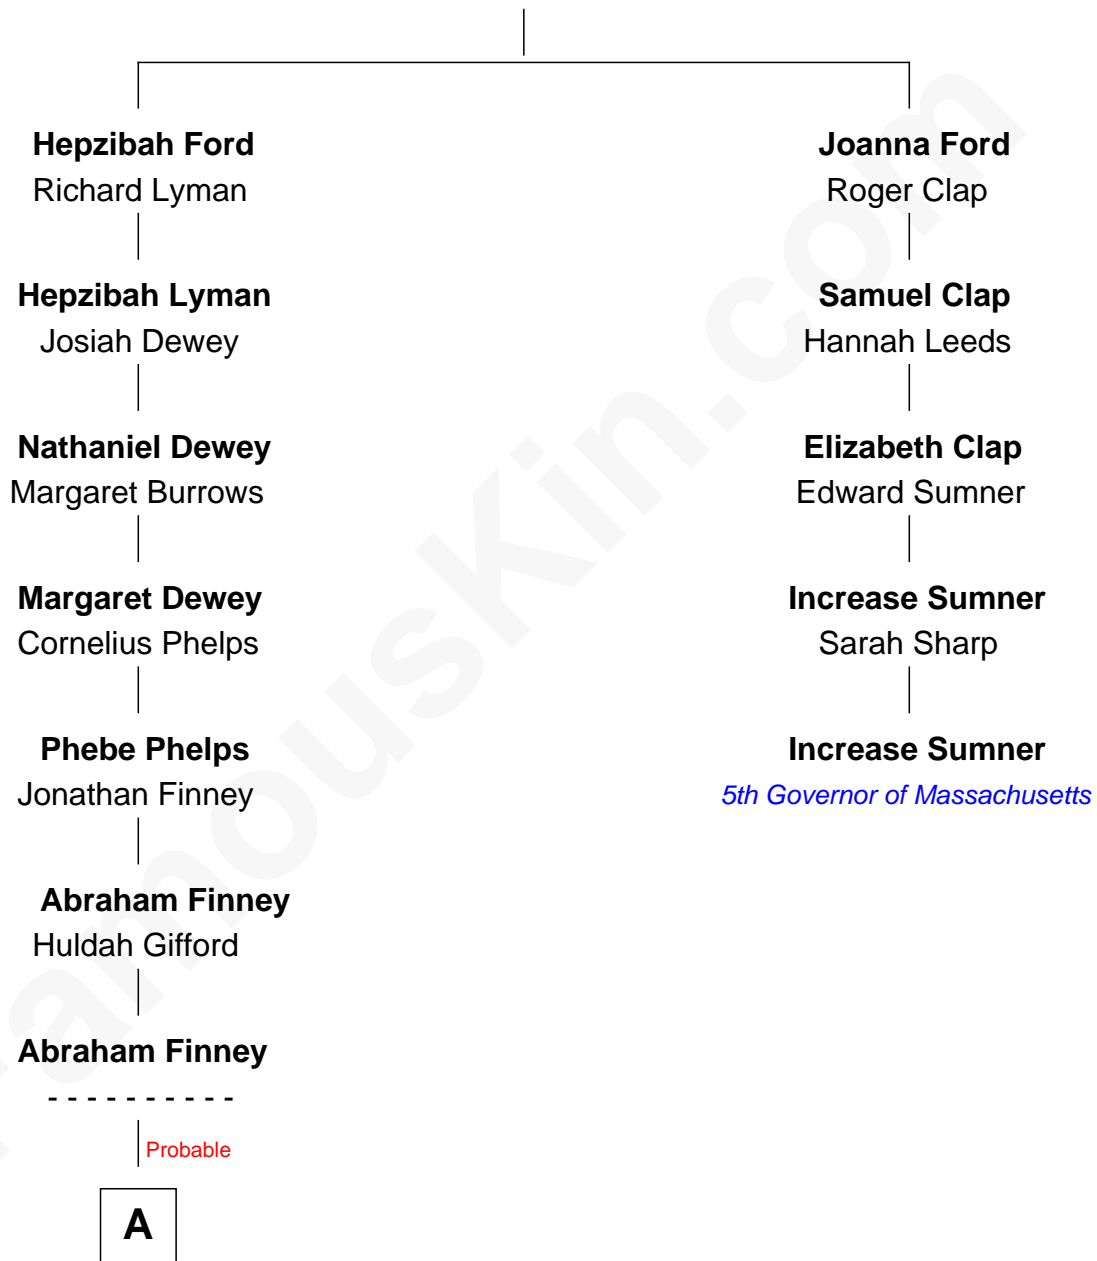 Hepzibah Ford
Richard Lyman
Joanna Ford
Roger Clap
Hepzibah Lyman
Josiah Dewey
Samuel Clap
Hannah Leeds
Nathaniel Dewey
Margaret Burrows
Elizabeth Clap
Edward Sumner
Margaret Dewey
Cornelius Phelps
Increase Sumner
Sarah Sharp
Phebe Phelps
Jonathan Finney
Increase Sumner
5th Governor of Massachusetts
Abraham Finney
Huldah Gifford
Abraham Finney
- - - - - - - - - -
Probable
A
FamousKin.com